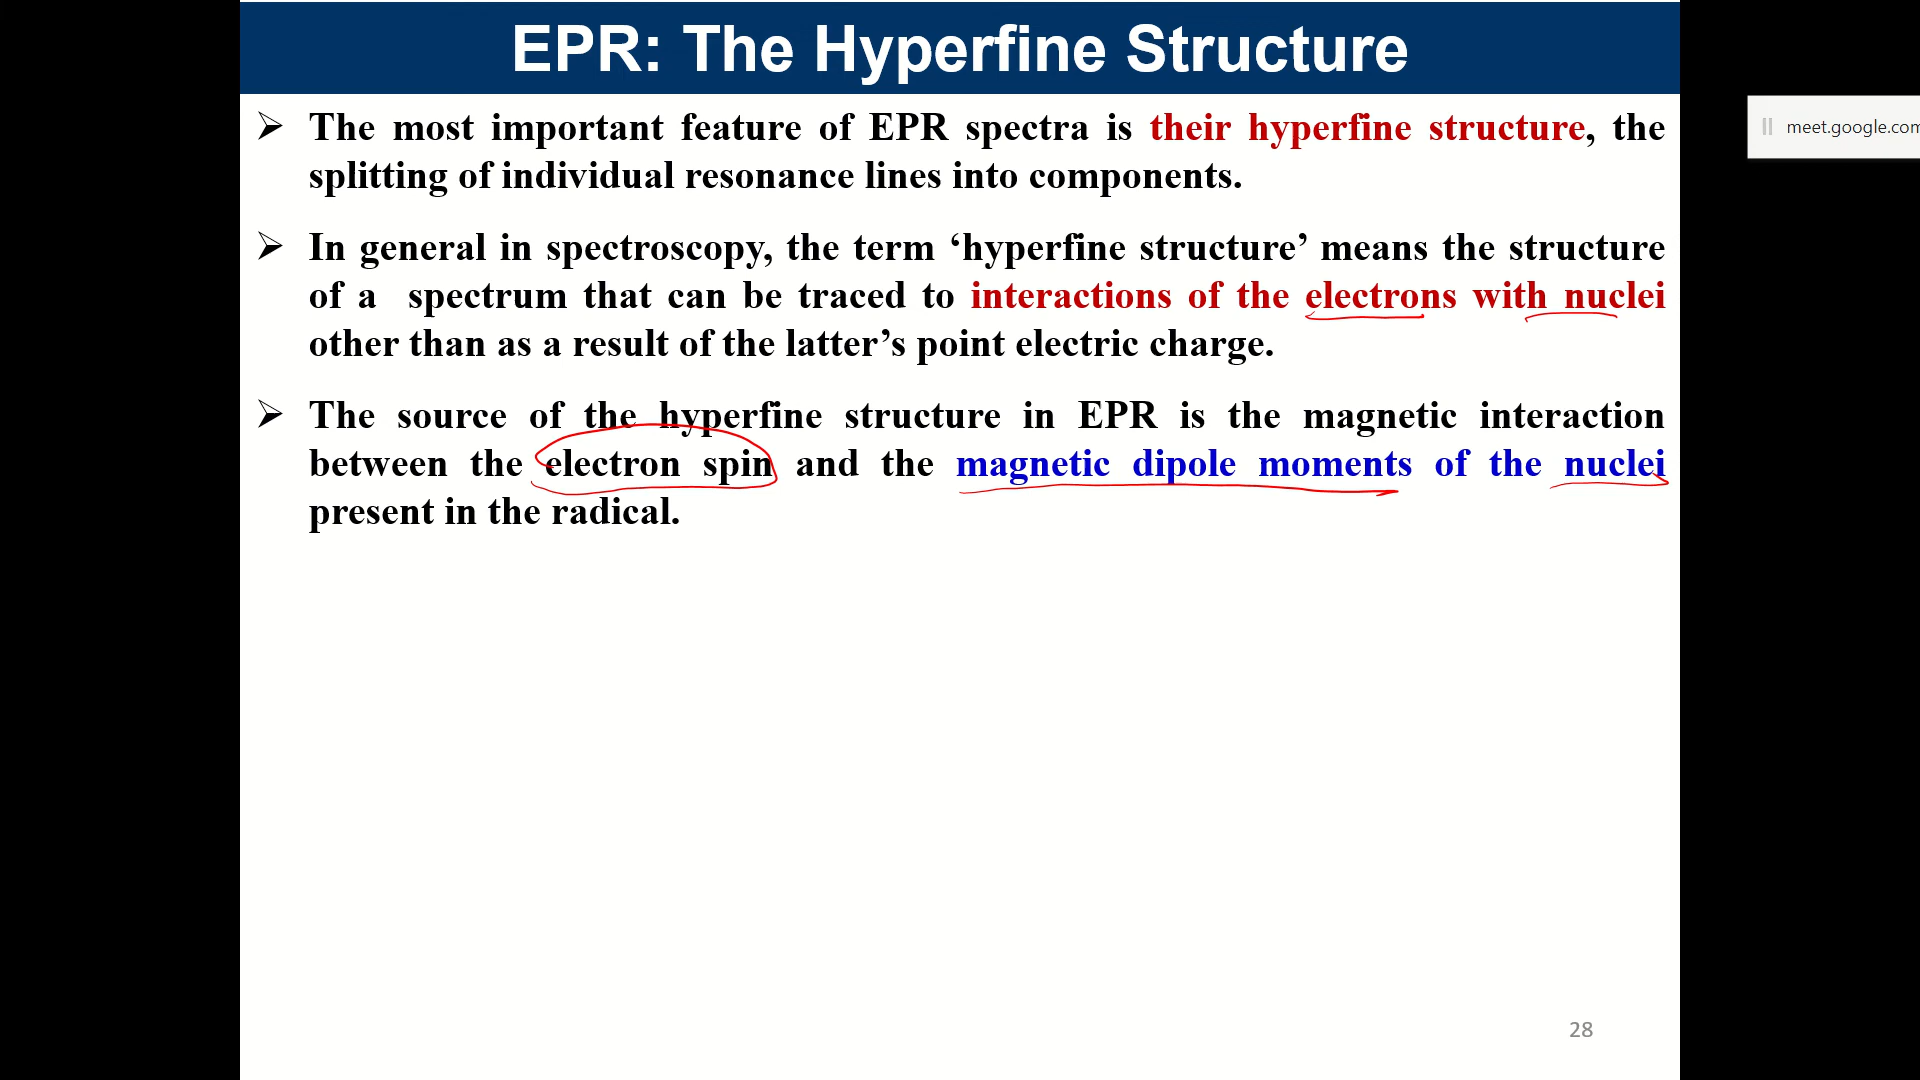 EPR: The Hyperfine Structure
➢ The most important feature of EPR spectra is their hyperfine structure, the
splitting of individual resonance lines into components.
➢ In general in spectroscopy, the term ‘hyperfine structure’ means the structure
of a spectrum that can be traced to interactions of the electrons with nuclei
other than as a result of the latter’s point electric charge.
➢ The source of the hyperfine structure in EPR is the magnetic interaction
between the electron spin and the magnetic dipole moments of the nuclei
present in the radical.
28
meet.google.com